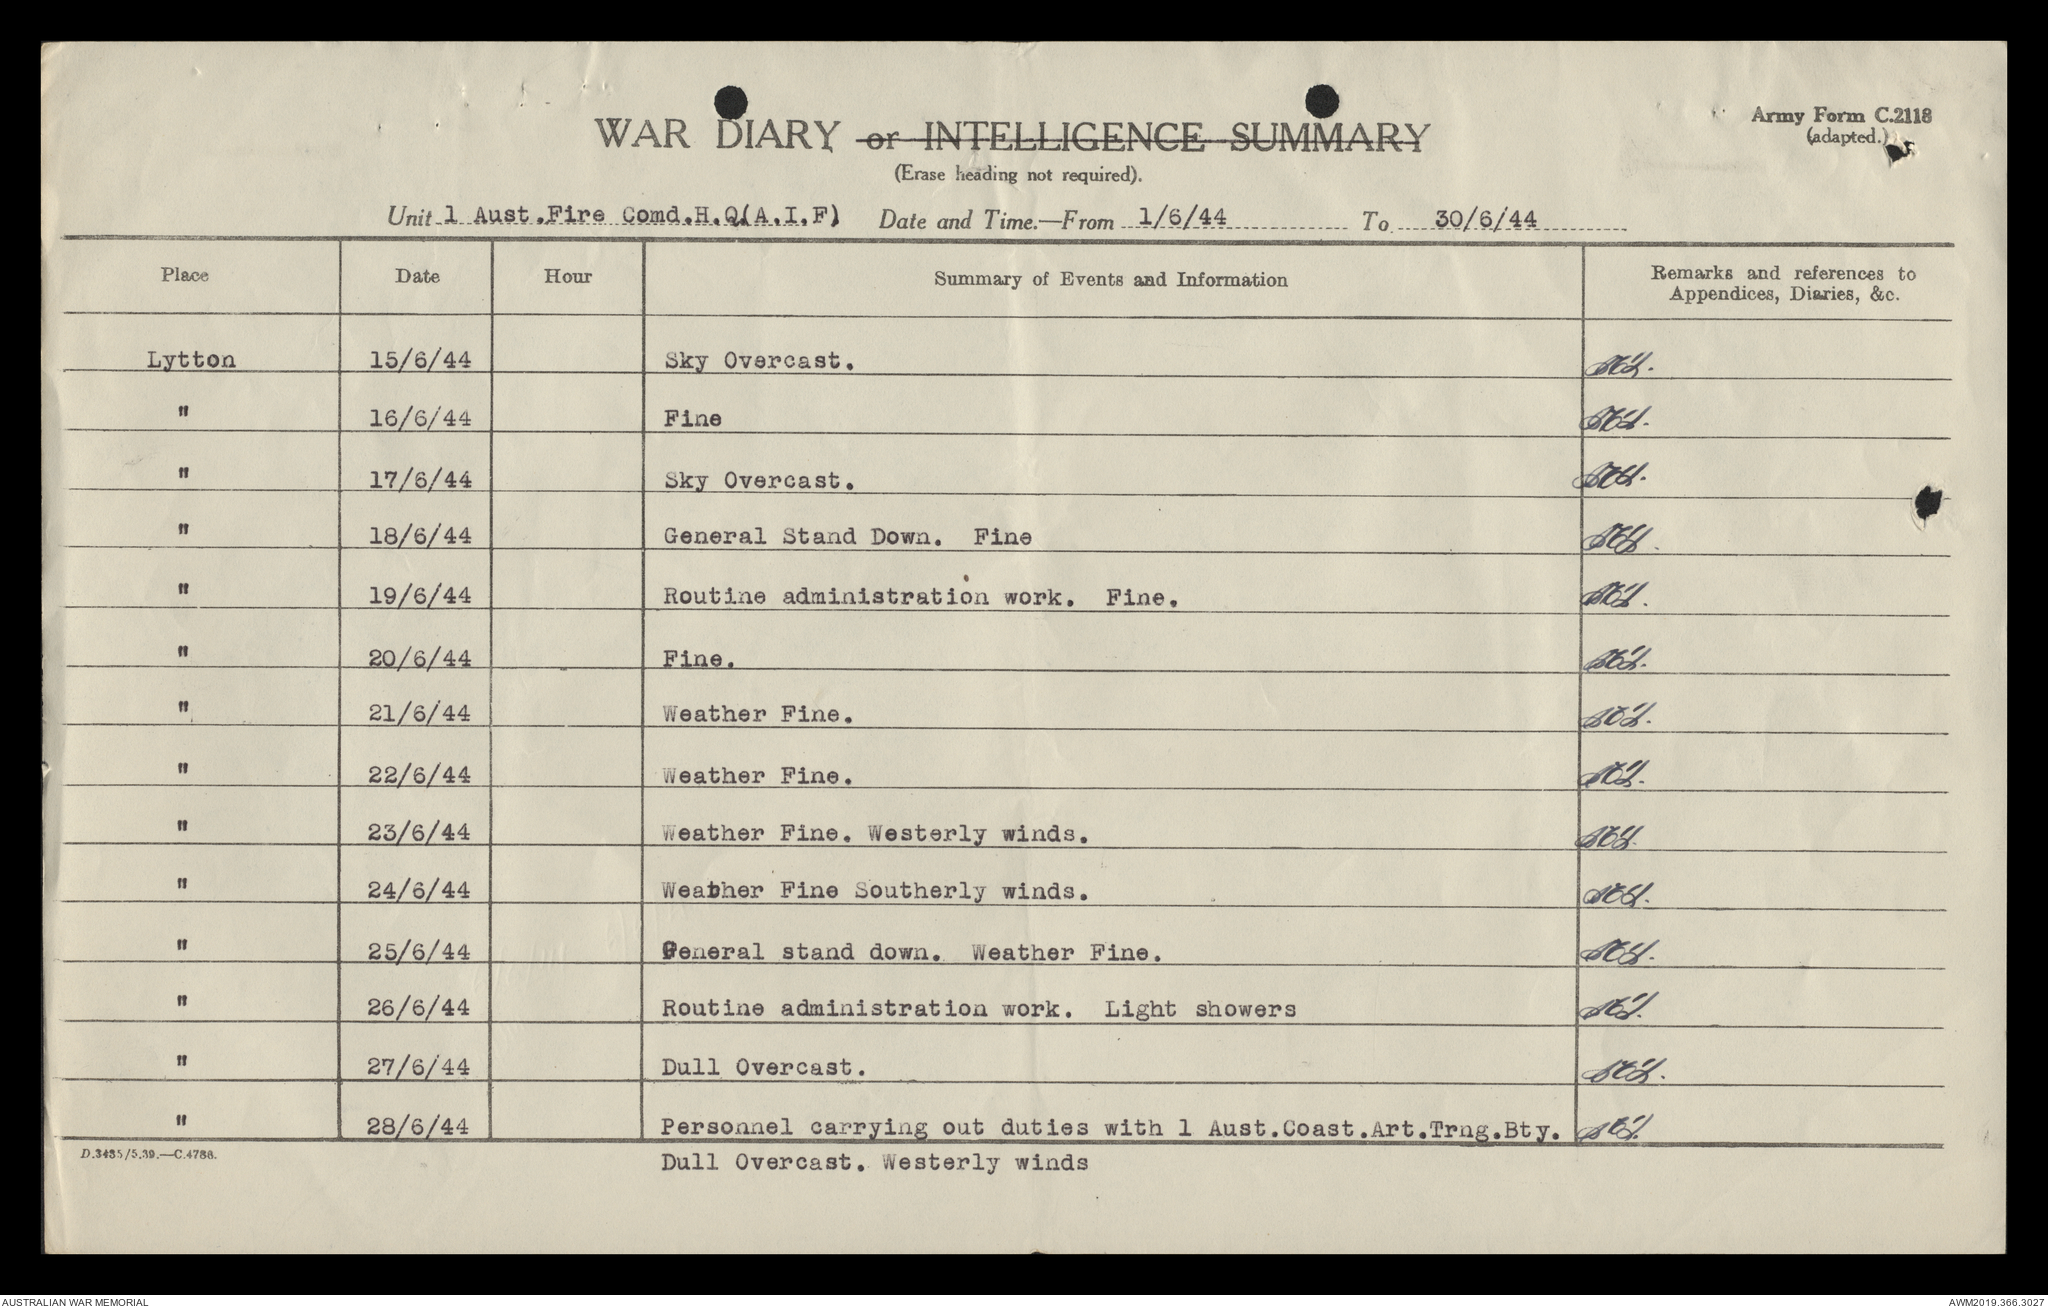 WAR DIARY or INTELLIGENCE SUMMARY
Army Form C.2118
(adapted.)
(Erase heading not required).
Unit 1 Aust.Fire Comd.H.Q(A.I.F) Date and Time.—From 1/6/44 To 30/6/44
Place Date Hour Summary of Events and Information Remarks and references to
Appendices, Diaries, &c.
Lytton 15/6/44 Sky Overcast.
" 16/6/44 Fine
" 17/6/44 Sky Overcast.
" 18/6/44 General Stand Down. Fine
" 19/6/44 Routine administration work. Fine.
" 20/6/44 Fine.
" 21/6/44 Weather Fine.
" 22/6/44 Weather Fine.
" 23/6/44 Weather Fine. Westerly winds.
" 24/6/44 Weather Fine Southerly winds.
" 25/6/44 General stand down. Weather Fine.
" 26/6/44 Routine administration work. Light showers
" 27/6/44 Dull Overcast.
" 28/6/44 Personnel carrying out duties with 1 Aust.Coast.Art.Trng.Bty.
D.3435/5.39.—C.4786.
Dull Overcast. Westerly winds
AUSTRALIAN WAR MEMORIAL
AWM2019.366.3027